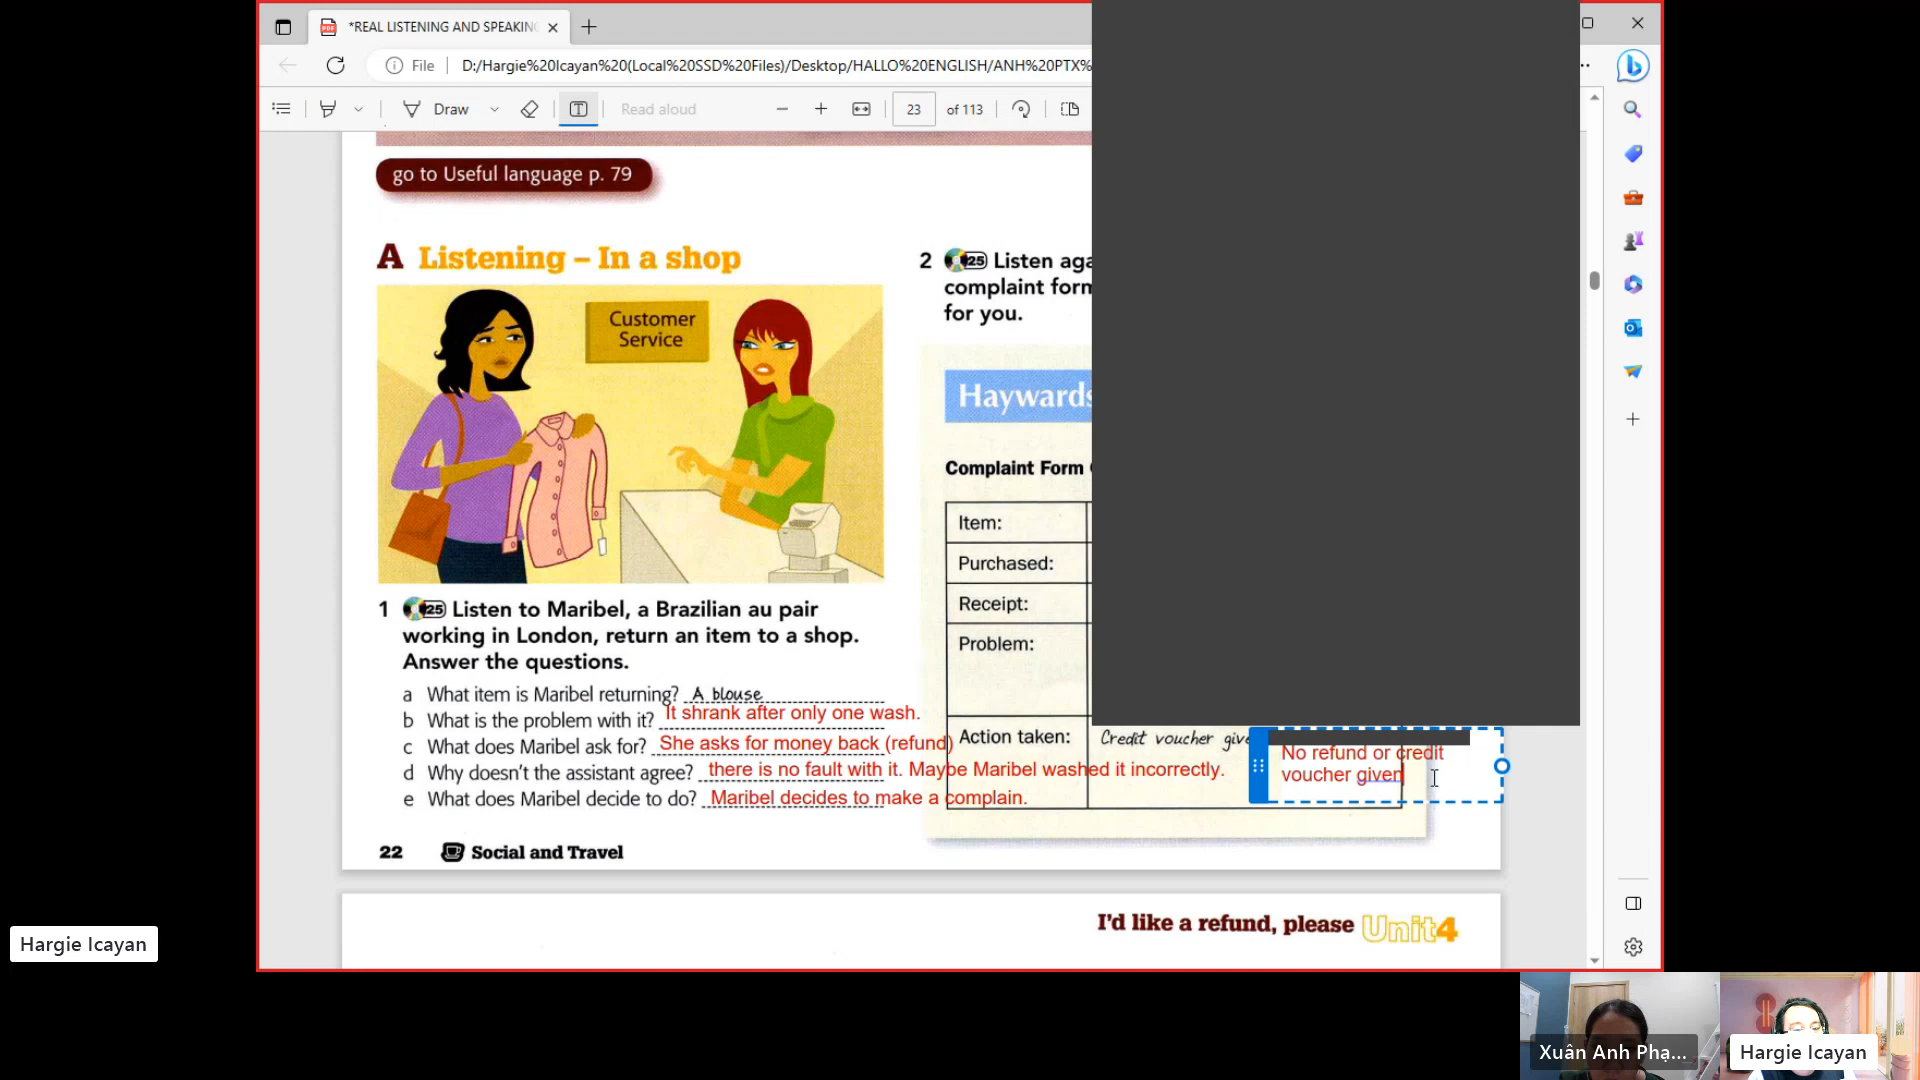 *REAL LISTENING AND SPEAKING
File
D:/Hargie%20Icayan%20(Local%20SSD%20Files)/Desktop/HALLO%20ENGLISH/ANH%20PTX%
Draw
Read aloud
23
of 113
go to Useful language p. 79
A Listening – In a shop
Customer
Service
1 25 Listen to Maribel, a Brazilian au pair
working in London, return an item to a shop.
Answer the questions.
a What item is Maribel returning? A blouse
b What is the problem with it? It shrank after only one wash.
c What does Maribel ask for? She asks for money back (refund)
d Why doesn't the assistant agree? there is no fault with it. Maybe Maribel washed it incorrectly.
e What does Maribel decide to do? Maribel decides to make a complain.
22 Social and Travel
2 25 Listen aga
complaint form
for you.
Haywards
Complaint Form
Item:
Purchased:
Receipt:
Problem:
Action taken: Credit voucher give
No refund or credit
voucher given
I'd like a refund, please Unit4
Hargie Icayan
Xuân Anh Phạ...
Hargie Icayan